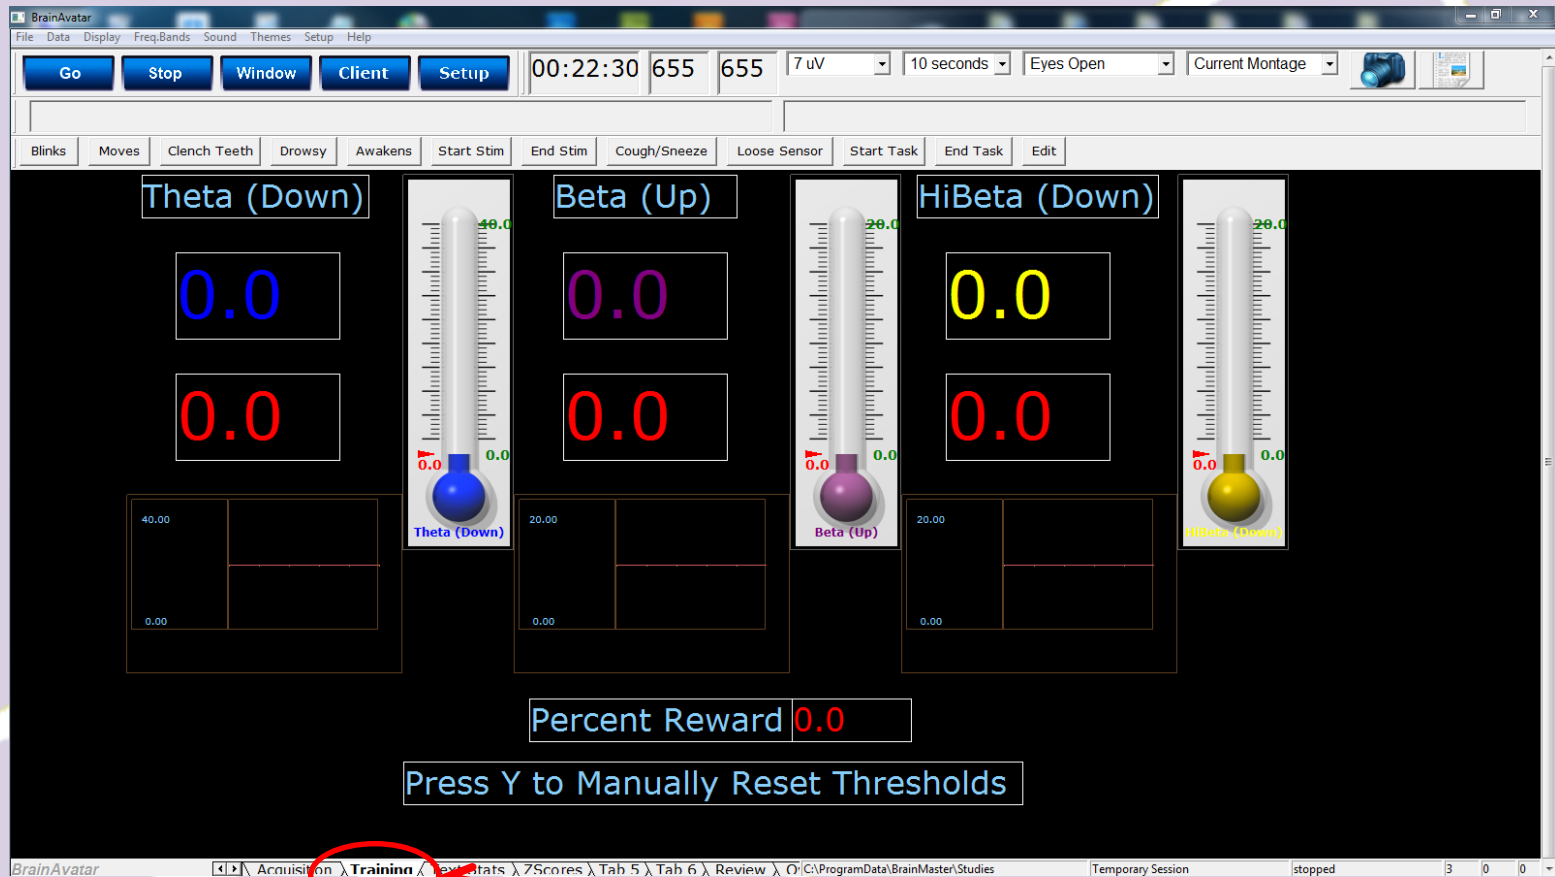 BrainAvatar
File Data Display Freq.Bands Sound Themes Setup Help
Go Stop Window Client Setup 00:22:30 655 655 7 uV 10 seconds Eyes Open Current Montage
Blinks Moves Clench Teeth Drowsy Awakens Start Stim End Stim Cough/Sneeze Loose Sensor Start Task End Task Edit
Theta (Down) Beta (Up) HiBeta (Down)
40.0 20.0 20.0
0.0 0.0 0.0
0.0 0.0 0.0
0.0 0.0 0.0
0.0 0.0 0.0
Theta (Down) Beta (Up) HiBeta (Down)
40.00 20.00 20.00
0.00 0.00 0.00
Percent Reward 0.0
Press Y to Manually Reset Thresholds
BrainAvatar Acquisition Training Stats ZScores Tab 5 Tab 6 Review C:\ProgramData\BrainMaster\Studies Temporary Session stopped 3 0 0